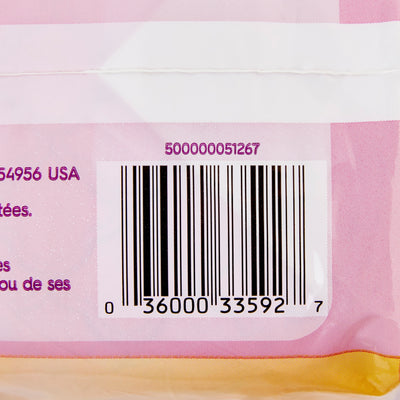 500000051267
54956 USA
tées.
es
ou de ses
0 36000 33592 7